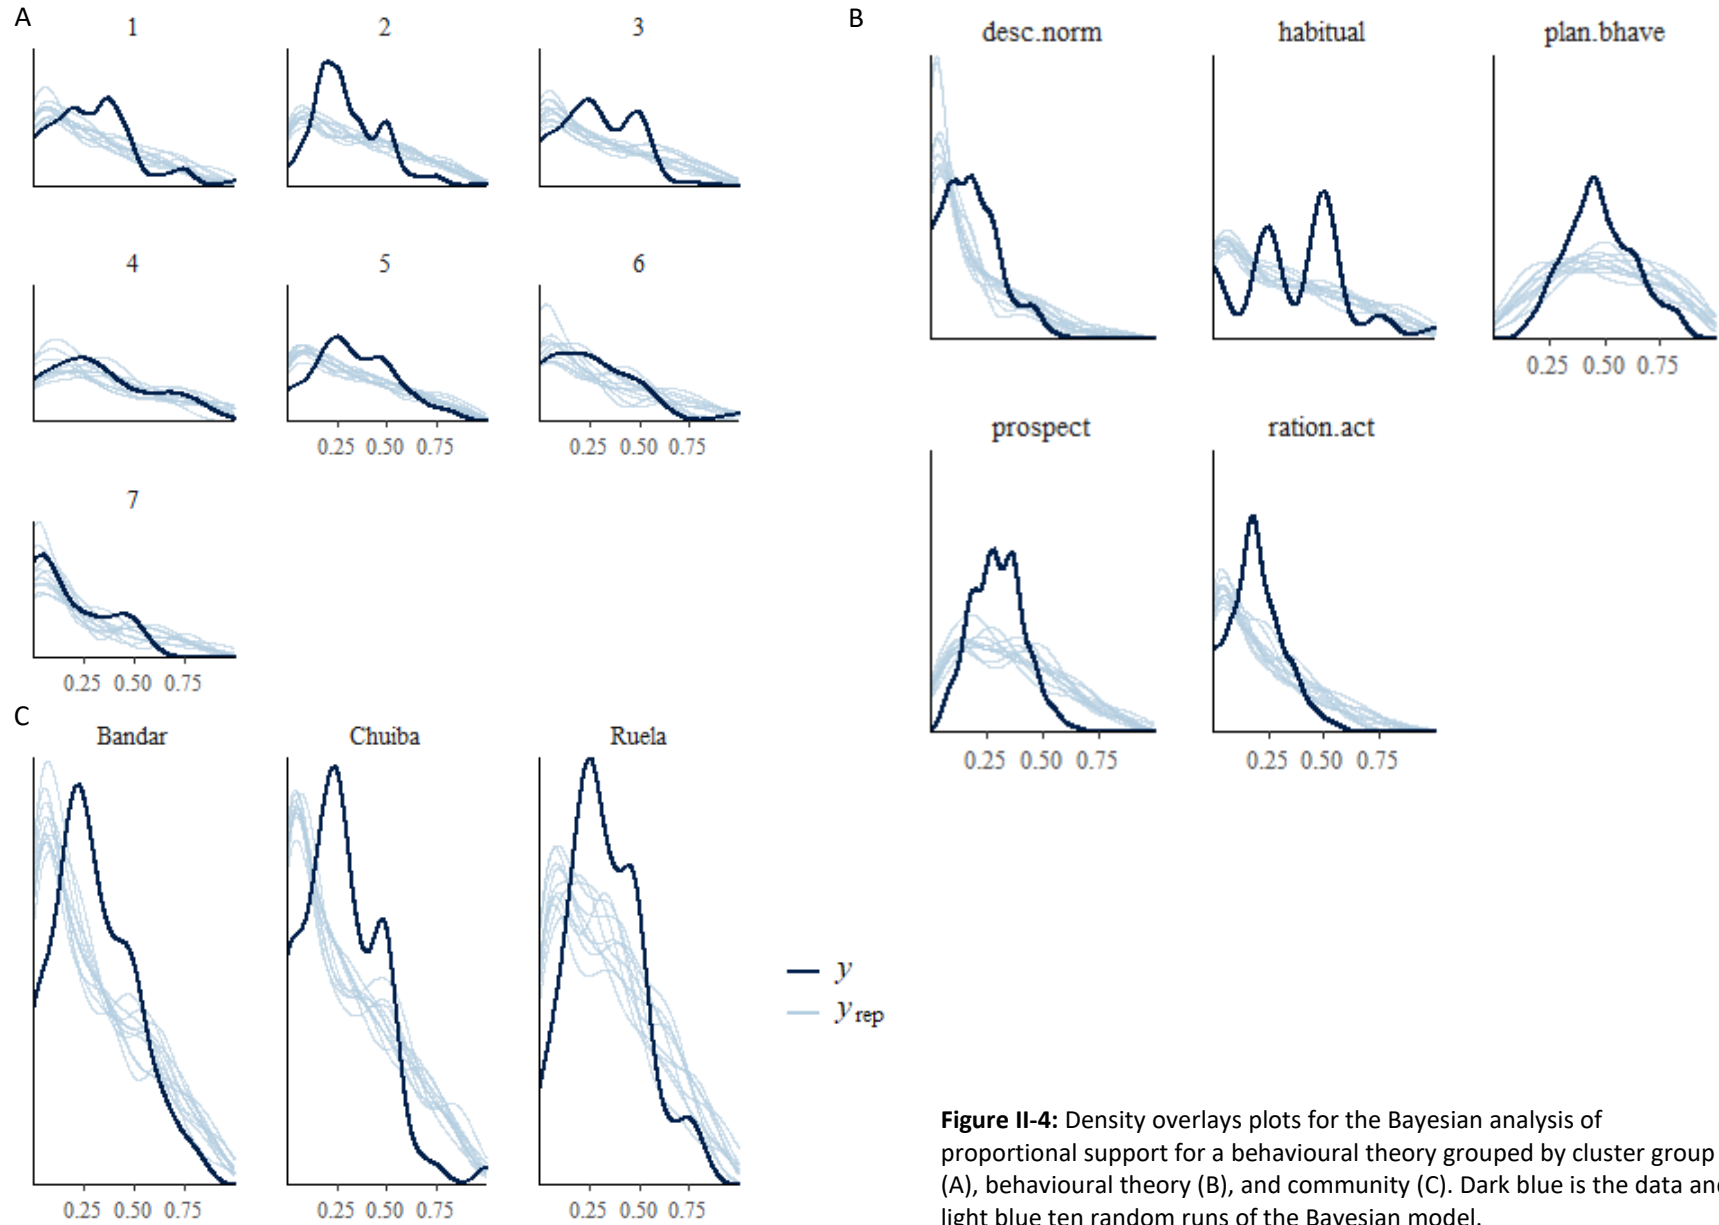 A
1 2 3
4 5 6
0.25 0.50 0.75 0.25 0.50 0.75
7
0.25 0.50 0.75
B
desc.norm habitual plan.bhave
0.25 0.50 0.75
prospect ration.act
0.25 0.50 0.75 0.25 0.50 0.75
C
Bandar Chuiba Ruela
0.25 0.50 0.75 0.25 0.50 0.75 0.25 0.50 0.75
y
y rep
Figure II-4: Density overlays plots for the Bayesian analysis of
proportional support for a behavioural theory grouped by cluster group
(A), behavioural theory (B), and community (C). Dark blue is the data and
light blue ten random runs of the Bayesian model.